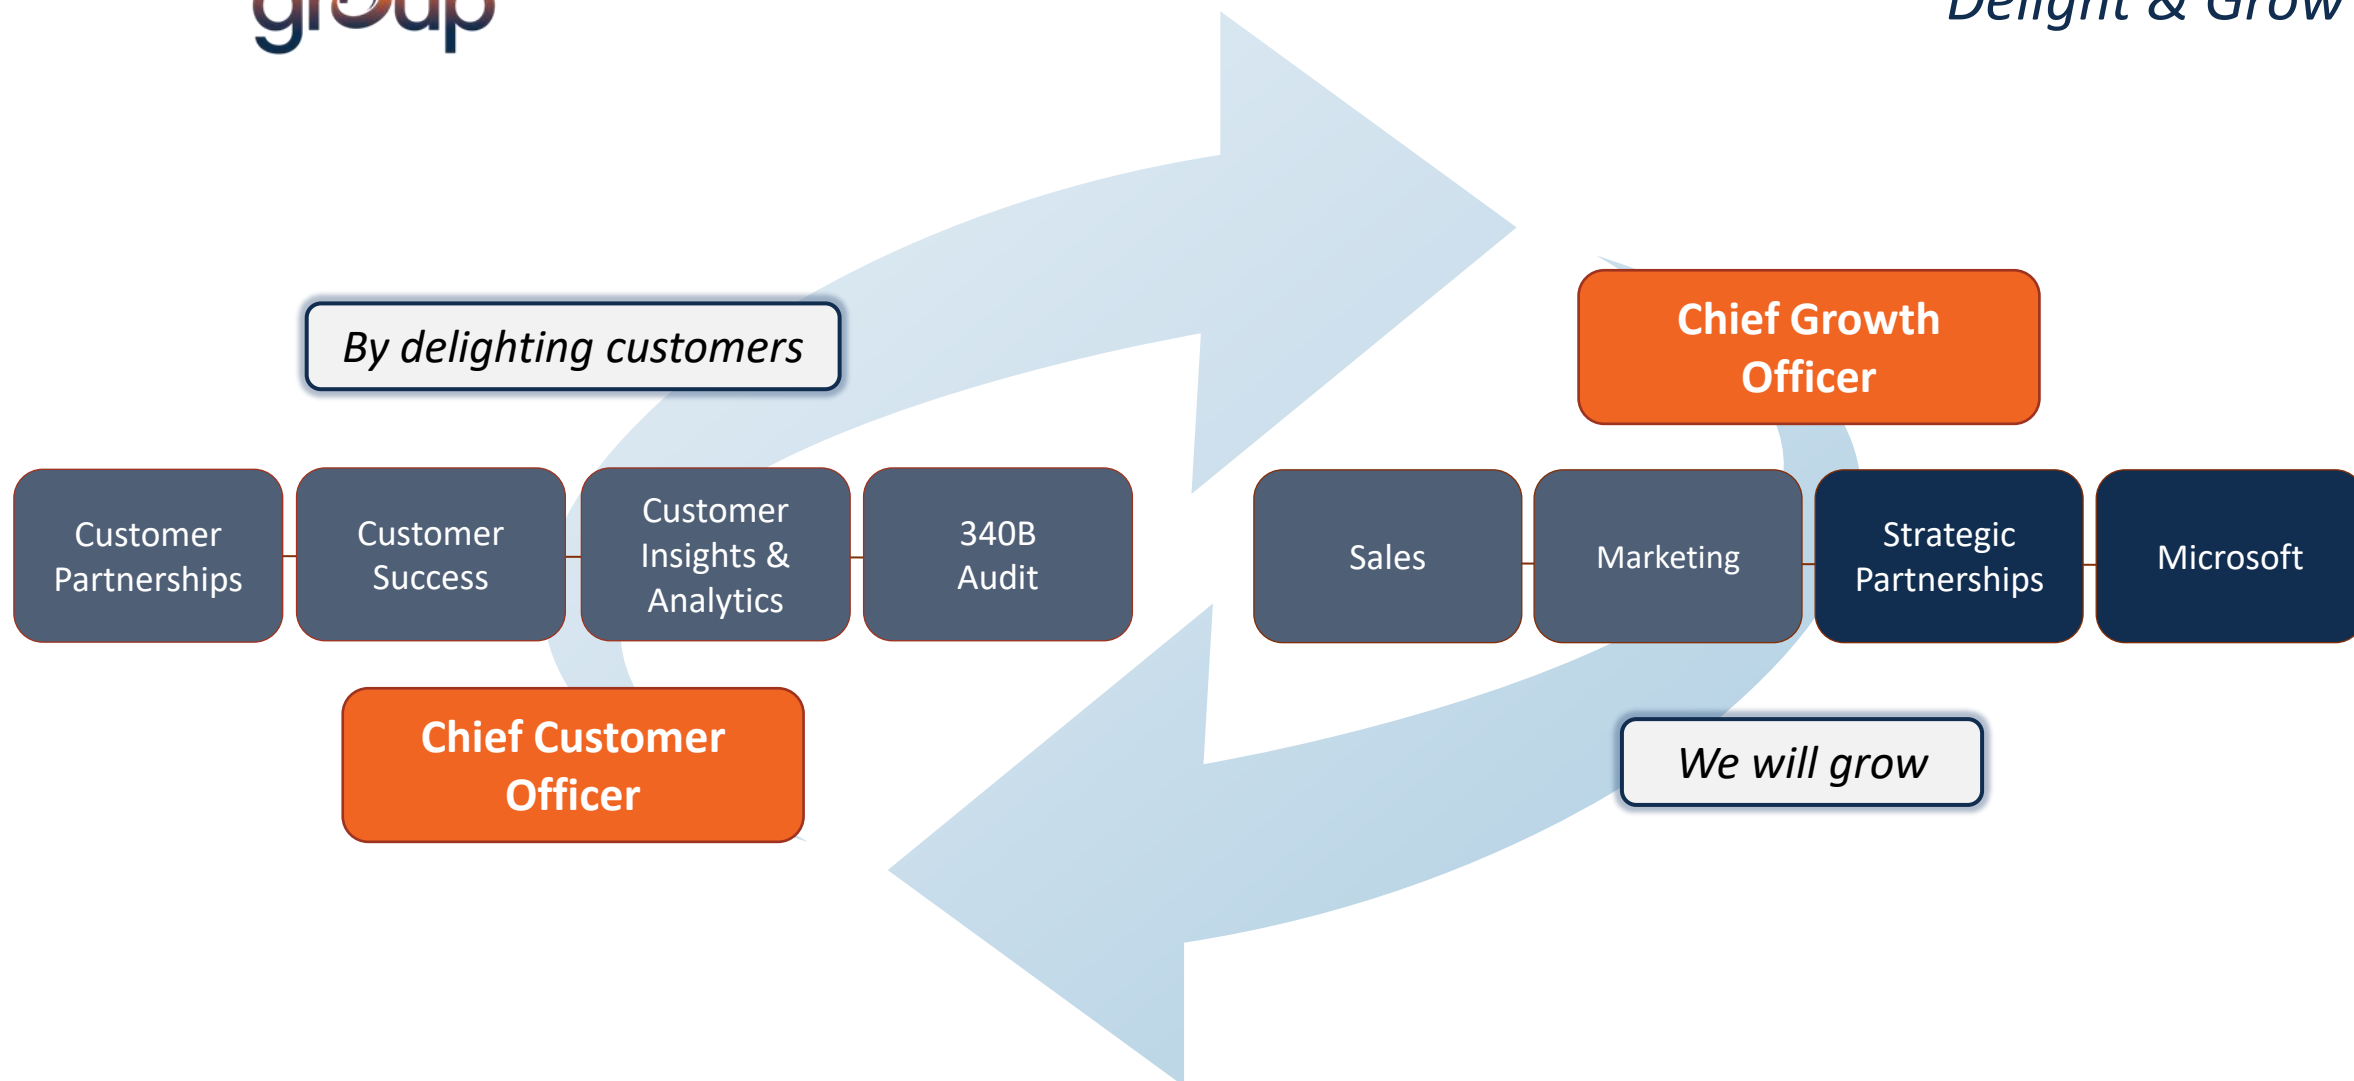 group
Delight & Grow
By delighting customers
Chief Growth
Officer
Customer
Partnerships
Customer
Success
Customer
Insights &
Analytics
340B
Audit
Sales
Marketing
Strategic
Partnerships
Microsoft
Chief Customer
Officer
We will grow